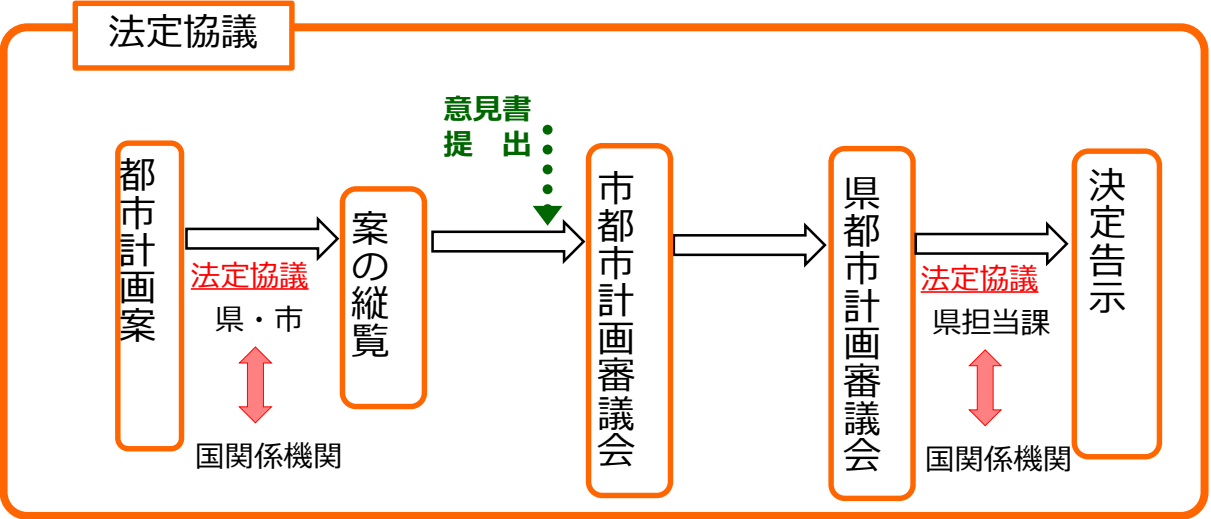 法定協議
都市計画案
法定協議
県・市
国関係機関
案の縦覧
意見書
提　出
市都市計画審議会
県都市計画審議会
法定協議
県担当課
国関係機関
決定告示